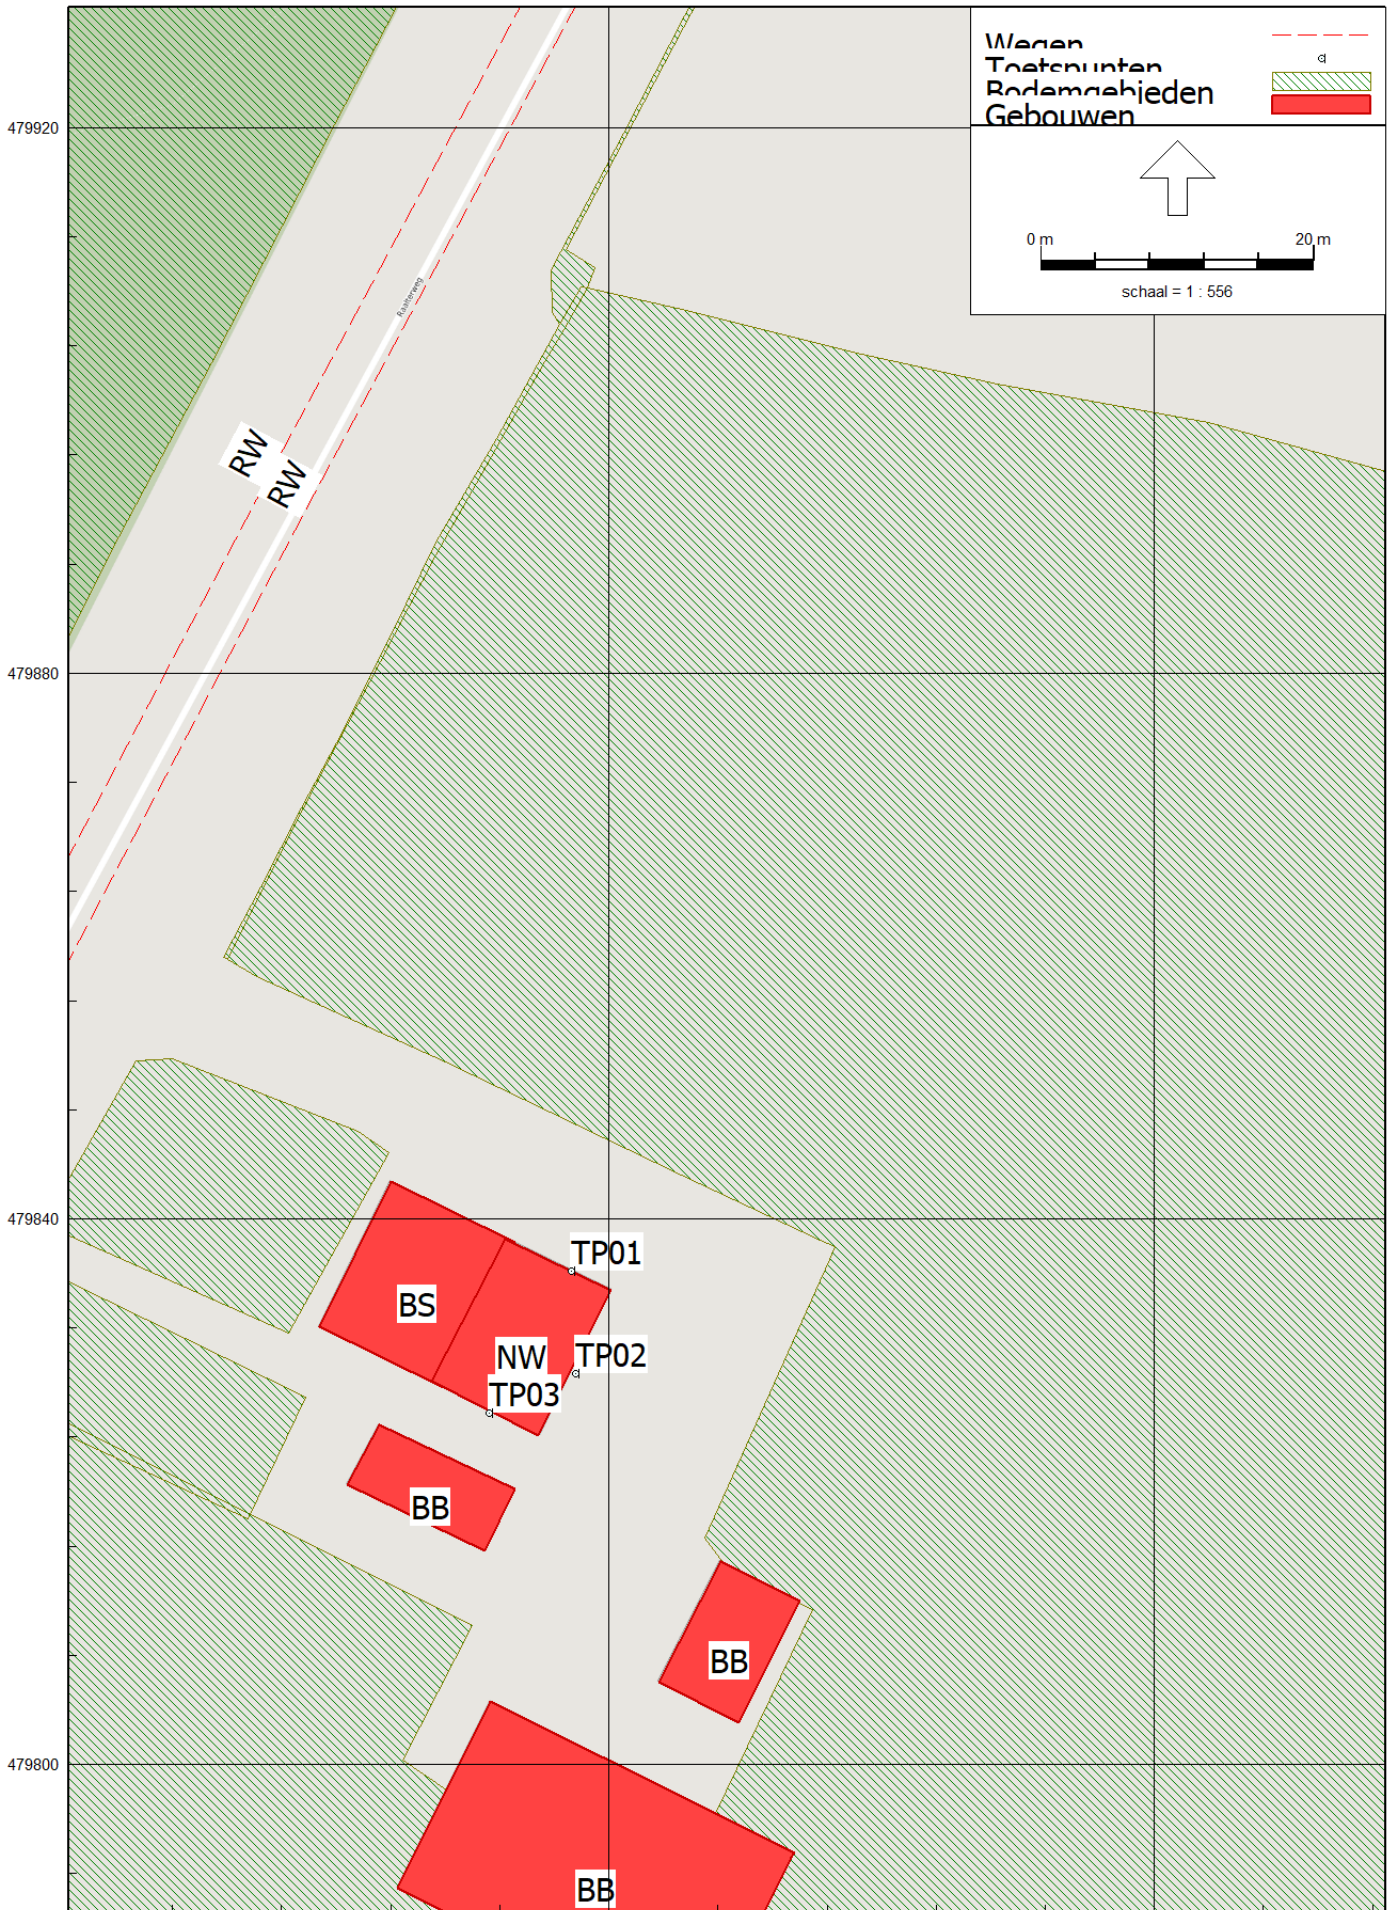 Wegen
Toetspunten
Bodemgebieden
Gebouwen
479920
0 m 20 m
schaal = 1 : 556
Raalterweg
RW
RW
479880
479840
TP01
BS
NW
TP02
TP03
BB
BB
479800
BB